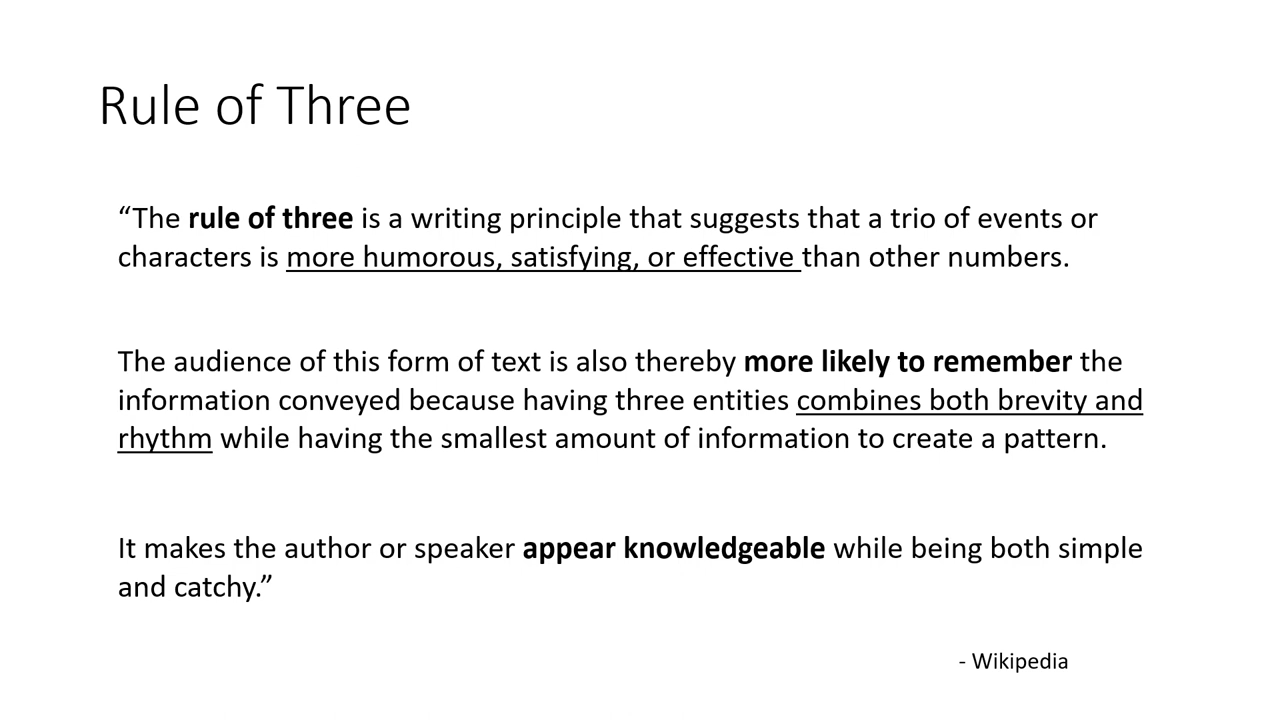 Rule of Three
“The rule of three is a writing principle that suggests that a trio of events or
characters is more humorous, satisfying, or effective than other numbers.
The audience of this form of text is also thereby more likely to remember the
information conveyed because having three entities combines both brevity and
rhythm while having the smallest amount of information to create a pattern.
It makes the author or speaker appear knowledgeable while being both simple
and catchy.”
- Wikipedia